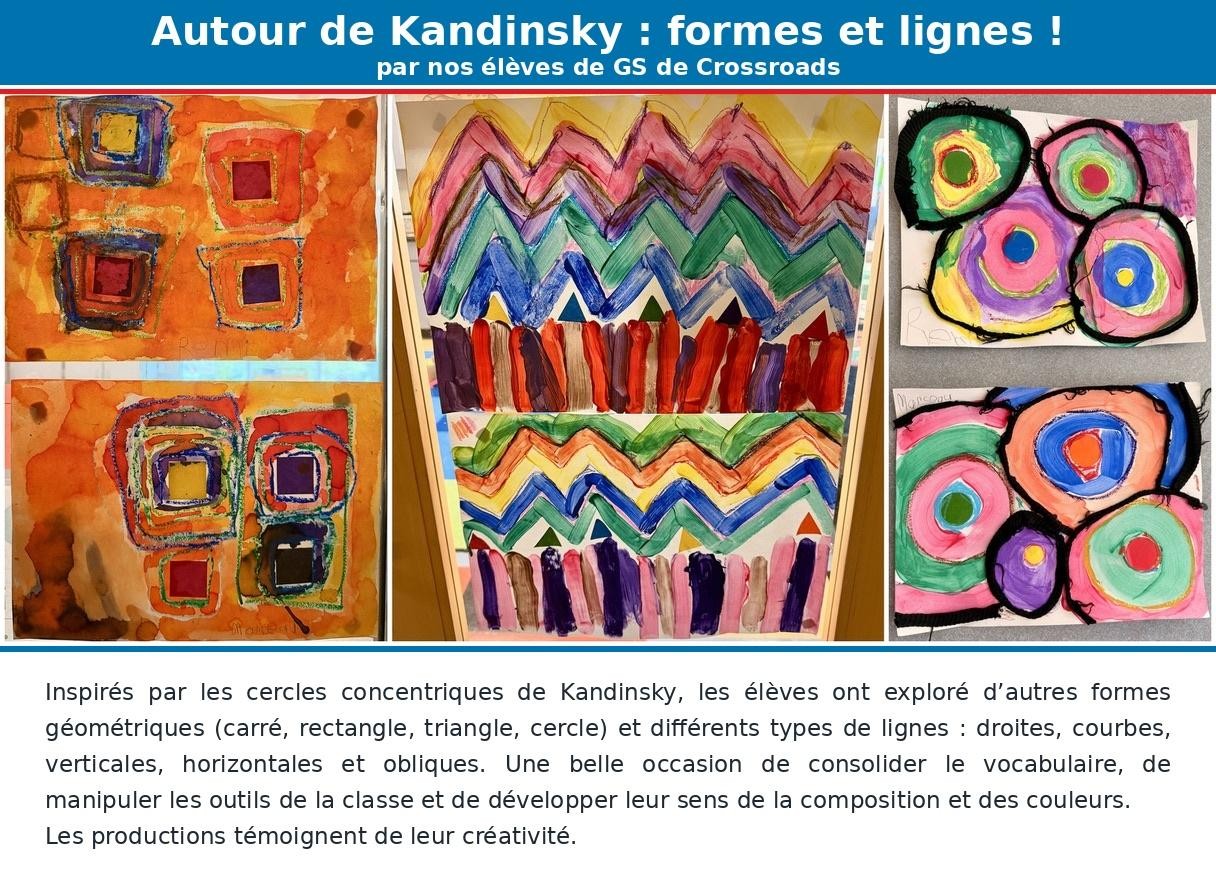 Autour de Kandinsky : formes et lignes !
par nos élèves de GS de Crossroads
Inspirés par les cercles concentriques de Kandinsky, les élèves ont exploré d’autres formes
géométriques (carré, rectangle, triangle, cercle) et différents types de lignes : droites, courbes,
verticales, horizontales et obliques. Une belle occasion de consolider le vocabulaire, de
manipuler les outils de la classe et de développer leur sens de la composition et des couleurs.
Les productions témoignent de leur créativité.